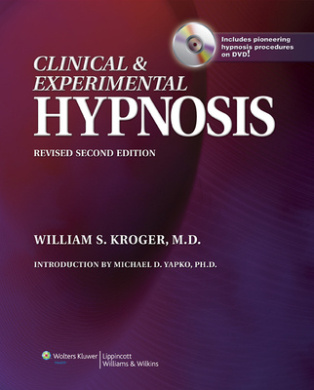 Includes pioneering
hypnosis procedures
on DVD!
CLINICAL &
EXPERIMENTAL
HYPNOSIS
REVISED SECOND EDITION
WILLIAM S. KROGER, M.D.
INTRODUCTION BY MICHAEL D. YAPKO, PH.D.
Wolters Kluwer
Lippincott
Williams & Wilkins